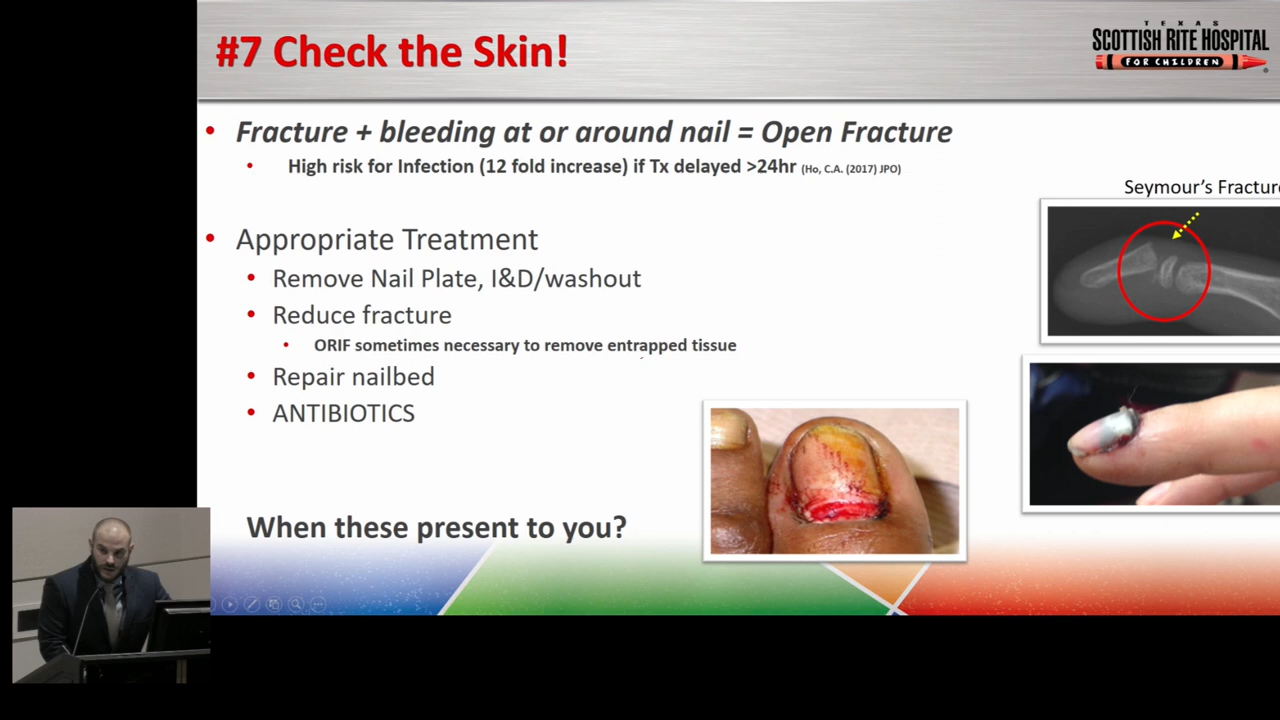 #7 Check the Skin!
TEXAS
SCOTTISH RITE HOSPITAL
FOR CHILDREN
Fracture + bleeding at or around nail = Open Fracture
High risk for Infection (12 fold increase) if Tx delayed >24hr (Ho, C.A. (2017) JPO)
Seymour's Fracture
Appropriate Treatment
Remove Nail Plate, I&D/washout
Reduce fracture
ORIF sometimes necessary to remove entrapped tissue
Repair nailbed
ANTIBIOTICS
When these present to you?